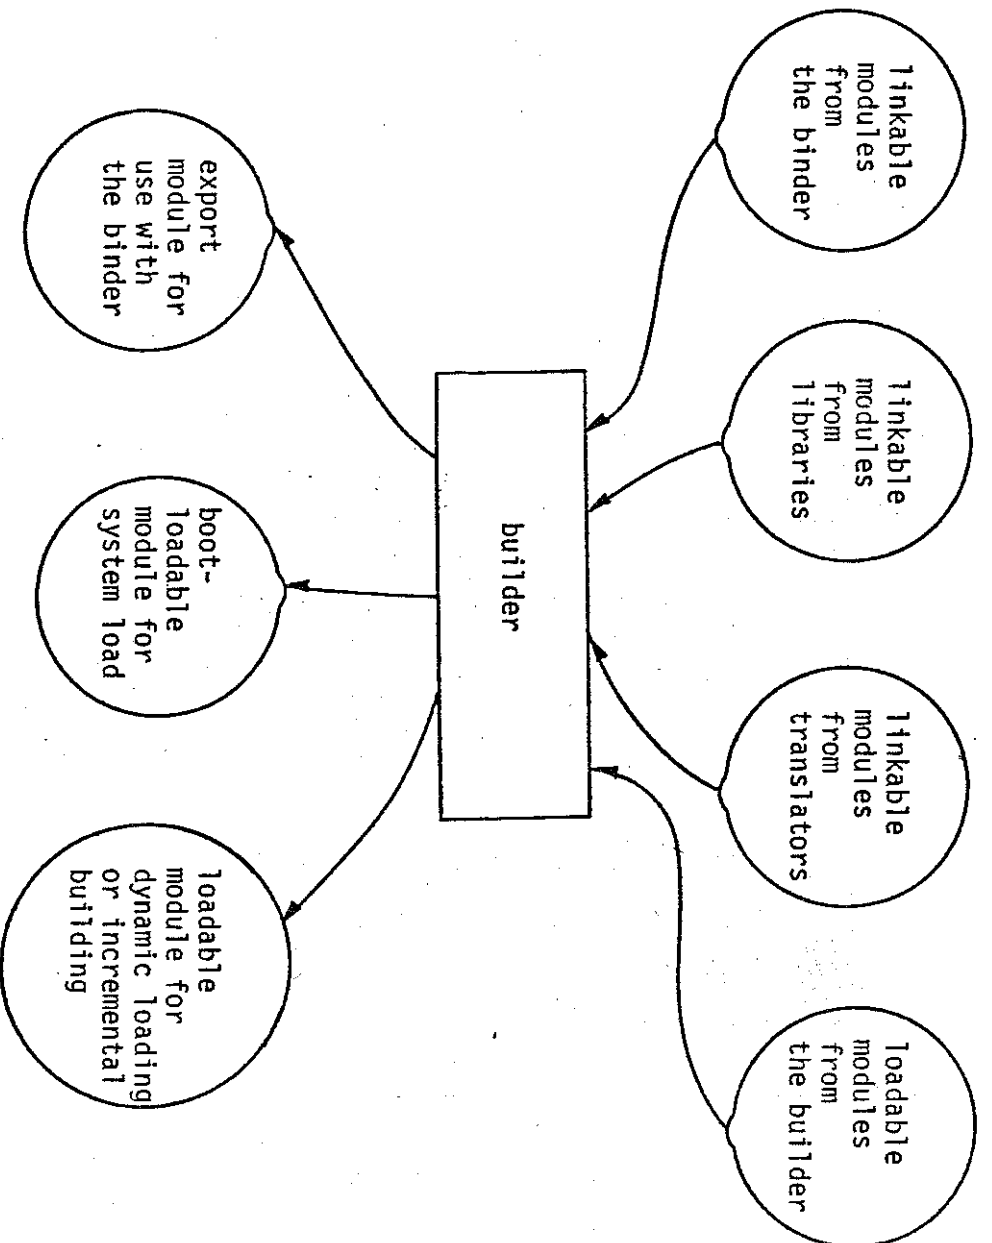 linkable
modules
from
the binder
linkable
modules
from
libraries
linkable
modules
from
translators
loadable
modules
from
the builder
builder
export
module for
use with
the binder
boot-
loadable
module for
system load
loadable
module for
dynamic loading
or incremental
building